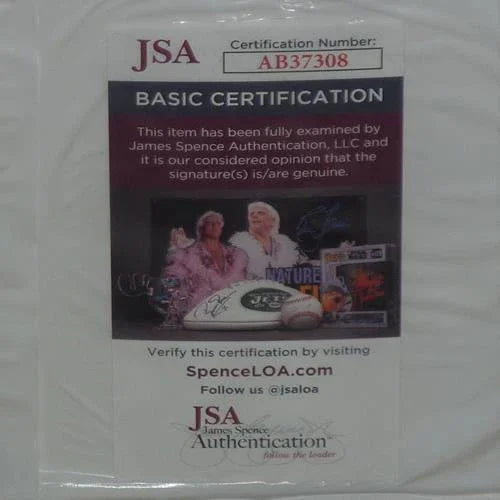 JSA
Certification Number:
AB37308
BASIC CERTIFICATION
This item has been fully examined by
James Spence Authentication, LLC and
it is our considered opinion that the
signature(s) is/are genuine.
NATURE
JETS
Verify this certification by visiting
SpenceLOA.com
Follow us @jsaloa
JSA
James Spence
Authentication
follow the leader